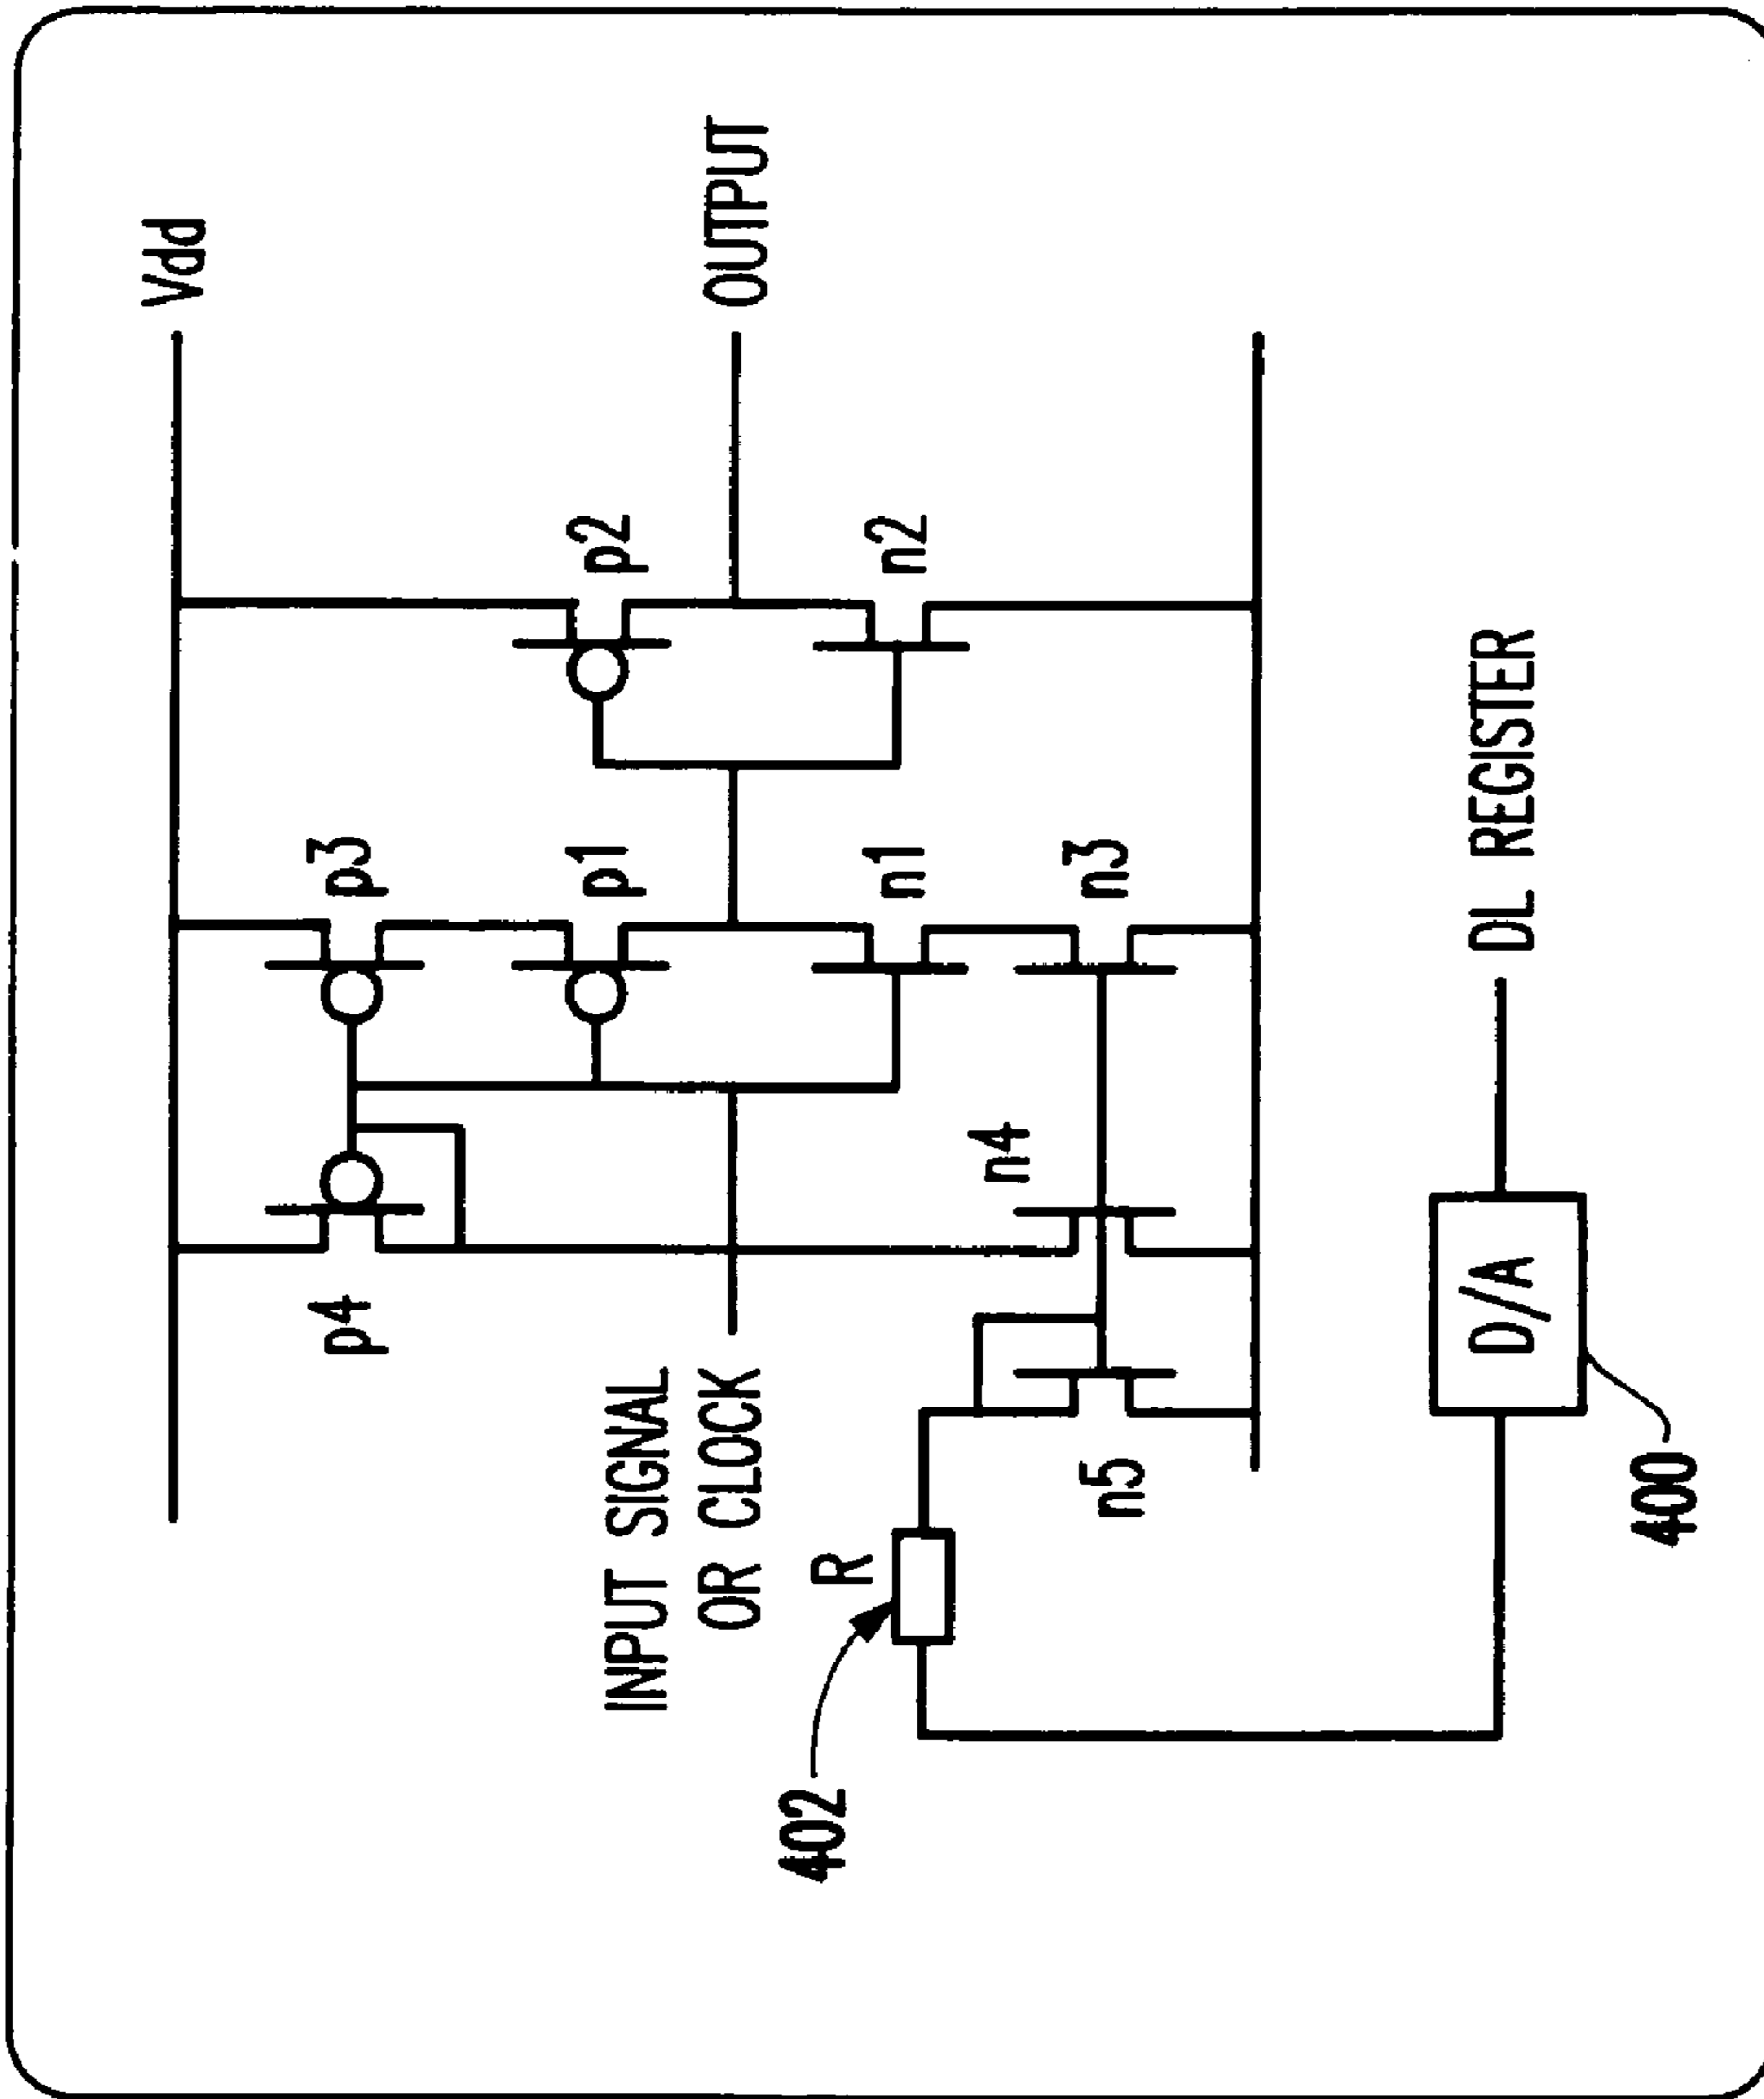 Vdd
p4
p3
p1
p2
INPUT SIGNAL
OR CLOCK
OUTPUT
R
402
n1
n2
n4
n3
n5
D/A
DL REGISTER
400